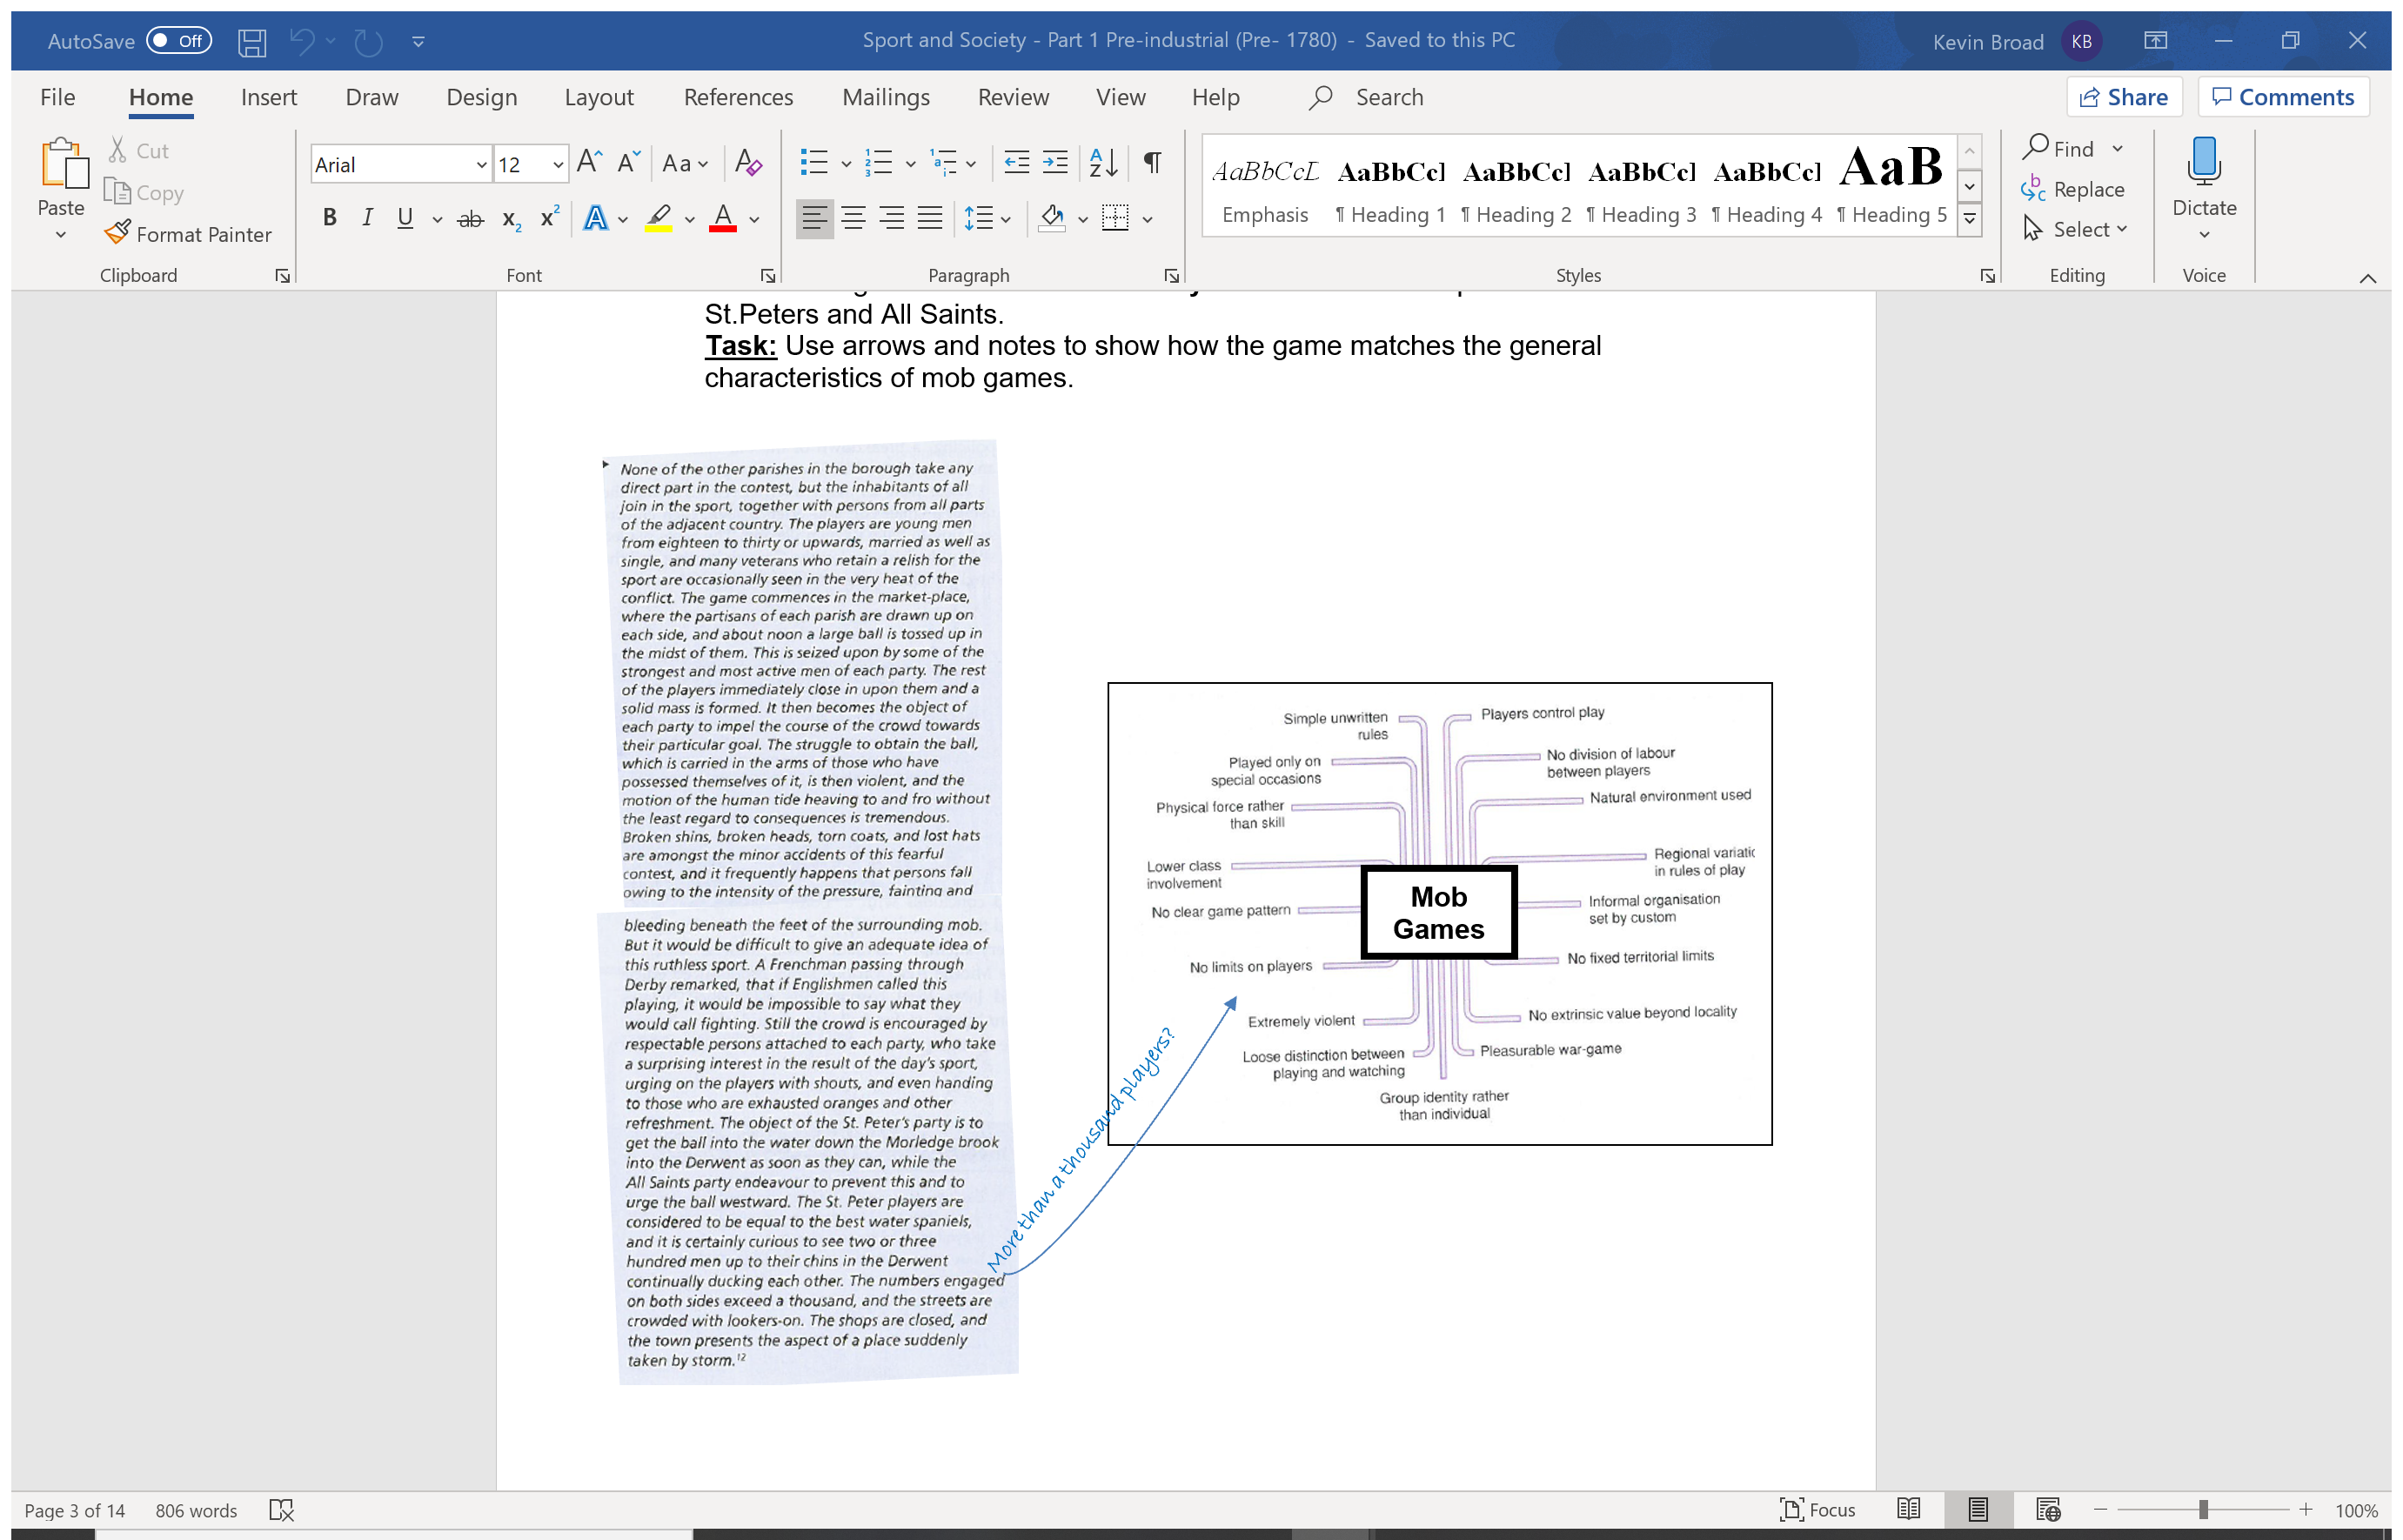 AutoSave Off
Sport and Society - Part 1 Pre-industrial (Pre- 1780) - Saved to this PC
Kevin Broad KB
File Home Insert Draw Design Layout References Mailings Review View Help Search
Share Comments
Paste
Cut
Copy
Format Painter
Clipboard
Arial 12
Font
Paragraph
AaBbCcL AaBbCcl AaBbCcl AaBbCcl AaBbCcl AaB
Emphasis ¶ Heading 1 ¶ Heading 2 ¶ Heading 3 ¶ Heading 4 ¶ Heading 5
Styles
Find
Replace
Select
Editing
Dictate
Voice
St.Peters and All Saints.
Task: Use arrows and notes to show how the game matches the general
characteristics of mob games.
None of the other parishes in the borough take any
direct part in the contest, but the inhabitants of all
join in the sport, together with persons from all parts
of the adjacent country. The players are young men
from eighteen to thirty or upwards, married as well as
single, and many veterans who retain a relish for the
sport are occasionally seen in the very heat of the
conflict. The game commences in the market-place,
where the partisans of each parish are drawn up on
each side, and about noon a large ball is tossed up in
the midst of them. This is seized upon by some of the
strongest and most active men of each party. The rest
of the players immediately close in upon them and a
solid mass is formed. It then becomes the object of
each party to impel the course of the crowd towards
their particular goal. The struggle to obtain the ball,
which is carried in the arms of those who have
possessed themselves of it, is then violent, and the
motion of the human tide heaving to and fro without
the least regard to consequences is tremendous.
Broken shins, broken heads, torn coats, and lost hats
are amongst the minor accidents of this fearful
contest, and it frequently happens that persons fall
owing to the intensity of the pressure, fainting and
bleeding beneath the feet of the surrounding mob.
But it would be difficult to give an adequate idea of
this ruthless sport. A Frenchman passing through
Derby remarked, that if Englishmen called this
playing, it would be impossible to say what they
would call fighting. Still the crowd is encouraged by
respectable persons attached to each party, who take
a surprising interest in the result of the day's sport,
urging on the players with shouts, and even handing
to those who are exhausted oranges and other
refreshment. The object of the St. Peter's party is to
get the ball into the water down the Morledge brook
into the Derwent as soon as they can, while the
All Saints party endeavour to prevent this and to
urge the ball westward. The St. Peter players are
considered to be equal to the best water spaniels,
and it is certainly curious to see two or three
hundred men up to their chins in the Derwent
continually ducking each other. The numbers engaged
on both sides exceed a thousand, and the streets are
crowded with lookers-on. The shops are closed, and
the town presents the aspect of a place suddenly
taken by storm.12
More than a thousand players?
Simple unwritten
rules
Played only on
special occasions
Physical force rather
than skill
Lower class
involvement
No clear game pattern
No limits on players
Extremely violent
Loose distinction between
playing and watching
Group identity rather
than individual
Mob
Games
Players control play
No division of labour
between players
Natural environment used
Regional variatic
in rules of play
Informal organisation
set by custom
No fixed territorial limits
No extrinsic value beyond locality
Pleasurable war-game
Page 3 of 14 806 words
Focus
100%